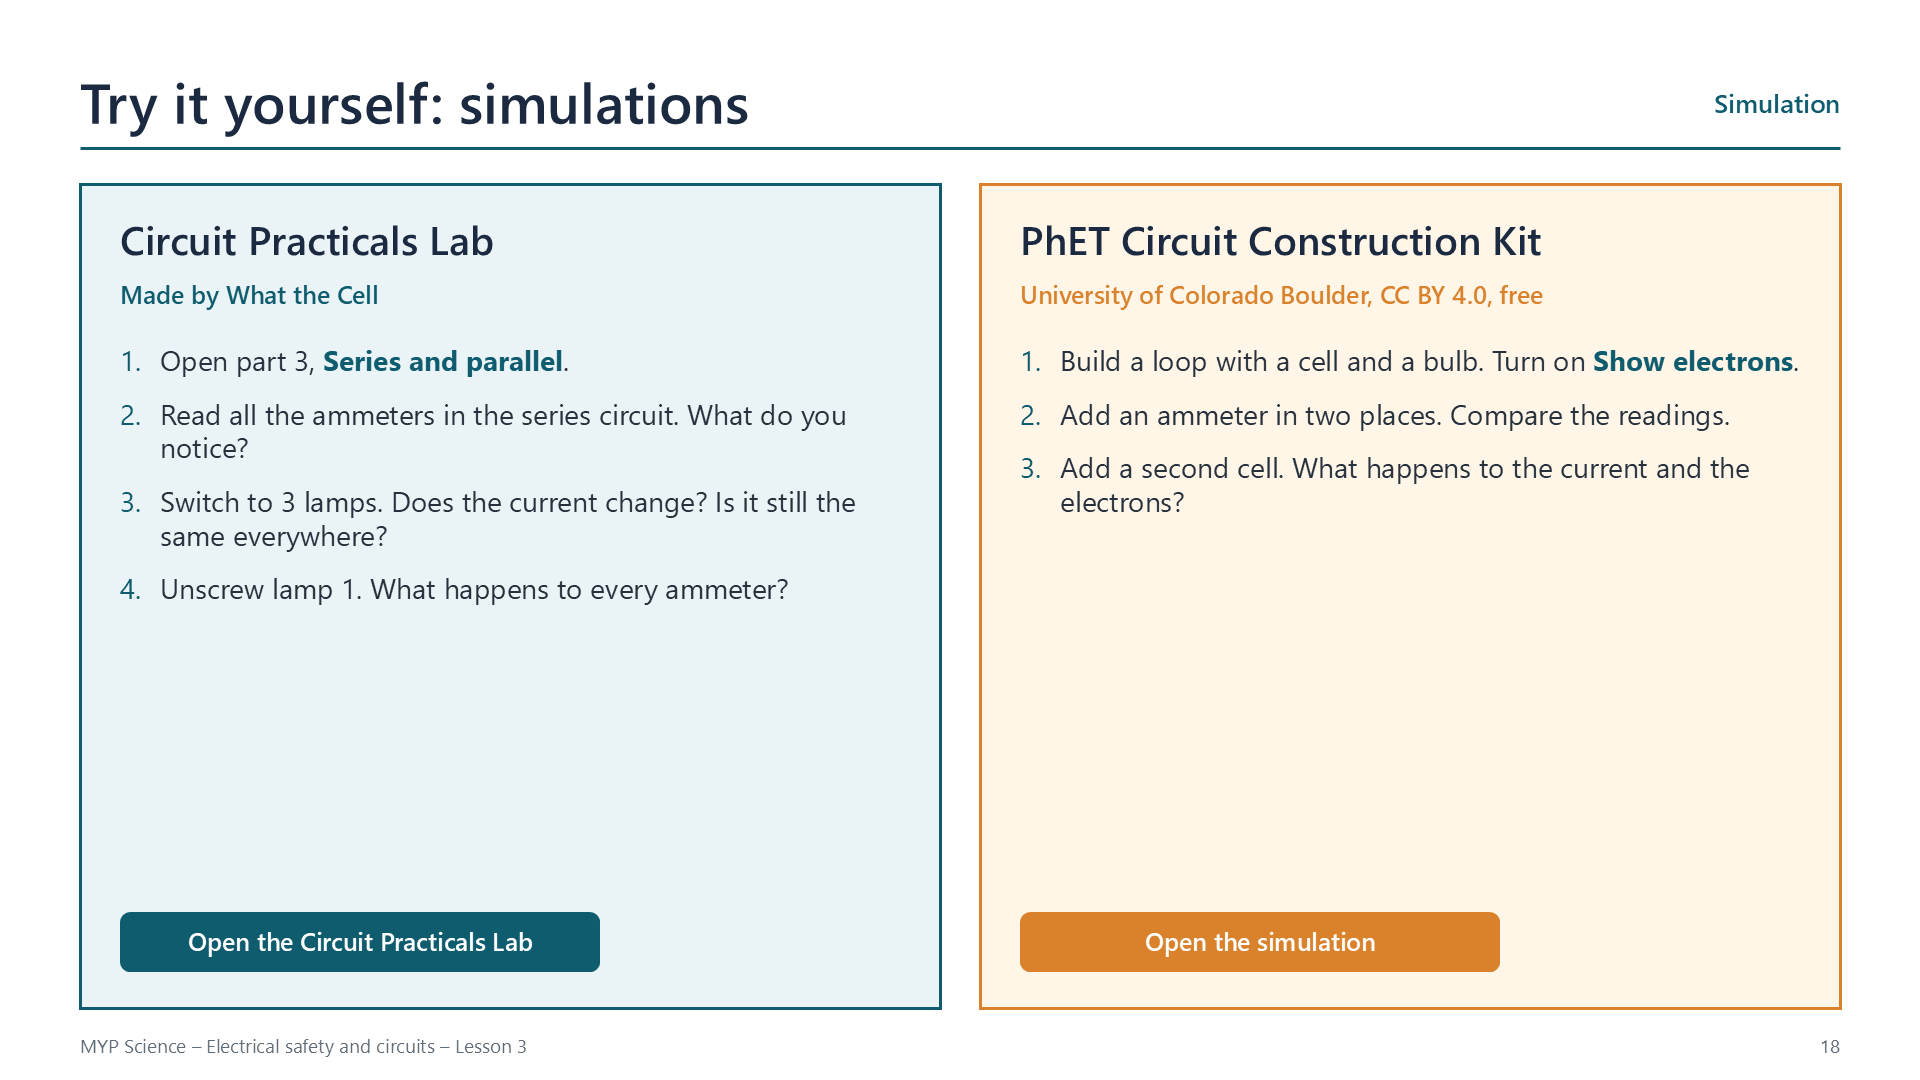 Try it yourself: simulations
Simulation
Circuit Practicals Lab
Made by What the Cell
1. Open part 3, Series and parallel.
2. Read all the ammeters in the series circuit. What do you
notice?
3. Switch to 3 lamps. Does the current change? Is it still the
same everywhere?
4. Unscrew lamp 1. What happens to every ammeter?
Open the Circuit Practicals Lab
PhET Circuit Construction Kit
University of Colorado Boulder, CC BY 4.0, free
1. Build a loop with a cell and a bulb. Turn on Show electrons.
2. Add an ammeter in two places. Compare the readings.
3. Add a second cell. What happens to the current and the
electrons?
Open the simulation
MYP Science – Electrical safety and circuits – Lesson 3
18